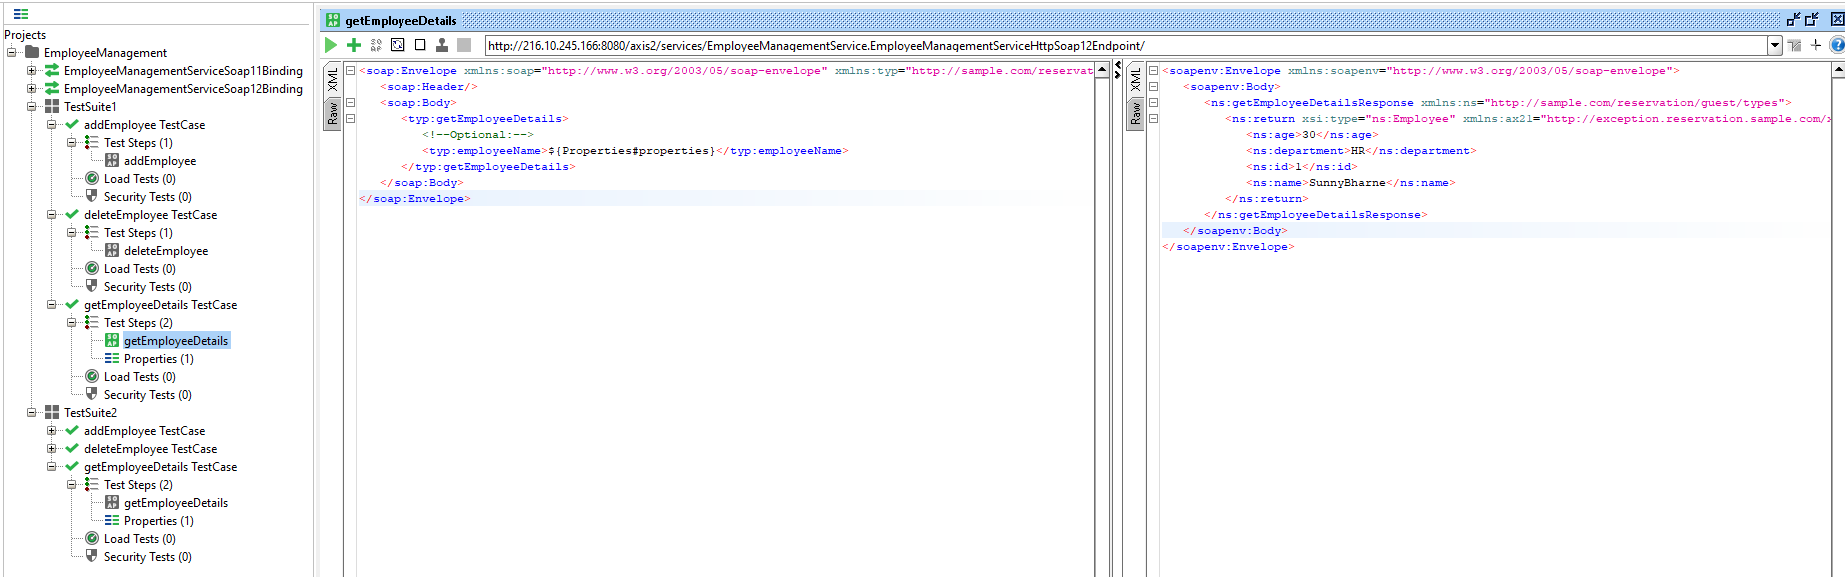 Projects
EmployeeManagement
EmployeeManagementServiceSoap11Binding
EmployeeManagementServiceSoap12Binding
TestSuite1
addEmployee TestCase
Test Steps (1)
addEmployee
Load Tests (0)
Security Tests (0)
deleteEmployee TestCase
Test Steps (1)
deleteEmployee
Load Tests (0)
Security Tests (0)
getEmployeeDetails TestCase
Test Steps (2)
getEmployeeDetails
Properties (1)
Load Tests (0)
Security Tests (0)
TestSuite2
addEmployee TestCase
deleteEmployee TestCase
getEmployeeDetails TestCase
Test Steps (2)
getEmployeeDetails
Properties (1)
Load Tests (0)
Security Tests (0)
getEmployeeDetails
http://216.10.245.166:8080/axis2/services/EmployeeManagementService.EmployeeManagementServiceHttpSoap12Endpoint/
XML
Raw
<soap:Envelope xmlns:soap="http://www.w3.org/2003/05/soap-envelope" xmlns:typ="http://sample.com/reservat
<soap:Header/>
<soap:Body>
<typ:getEmployeeDetails>
<!--Optional:-->
<typ:employeeName>${Properties#properties}</typ:employeeName>
</typ:getEmployeeDetails>
</soap:Body>
</soap:Envelope>
XML
Raw
<soapenv:Envelope xmlns:soapenv="http://www.w3.org/2003/05/soap-envelope">
<soapenv:Body>
<ns:getEmployeeDetailsResponse xmlns:ns="http://sample.com/reservation/guest/types">
<ns:return xsi:type="ns:Employee" xmlns:ax21="http://exception.reservation.sample.com/x
<ns:age>30</ns:age>
<ns:department>HR</ns:department>
<ns:id>1</ns:id>
<ns:name>SunnyBharne</ns:name>
</ns:return>
</ns:getEmployeeDetailsResponse>
</soapenv:Body>
</soapenv:Envelope>